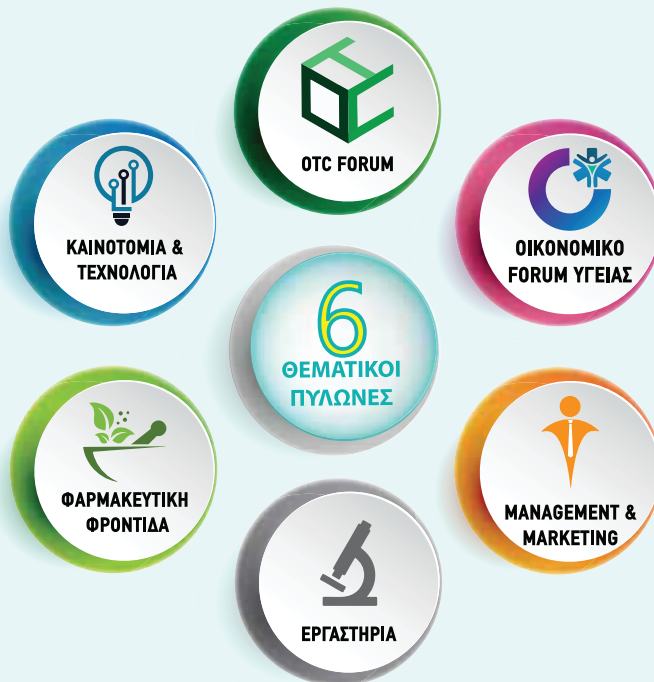 OTC FORUM
ΚΑΙΝΟΤΟΜΙΑ &
ΤΕΧΝΟΛΟΓΙΑ
ΟΙΚΟΝΟΜΙΚΟ
FORUM ΥΓΕΙΑΣ
6
ΘΕΜΑΤΙΚΟΙ
ΠΥΛΩΝΕΣ
ΦΑΡΜΑΚΕΥΤΙΚΗ
ΦΡΟΝΤΙΔΑ
MANAGEMENT &
MARKETING
ΕΡΓΑΣΤΗΡΙΑ